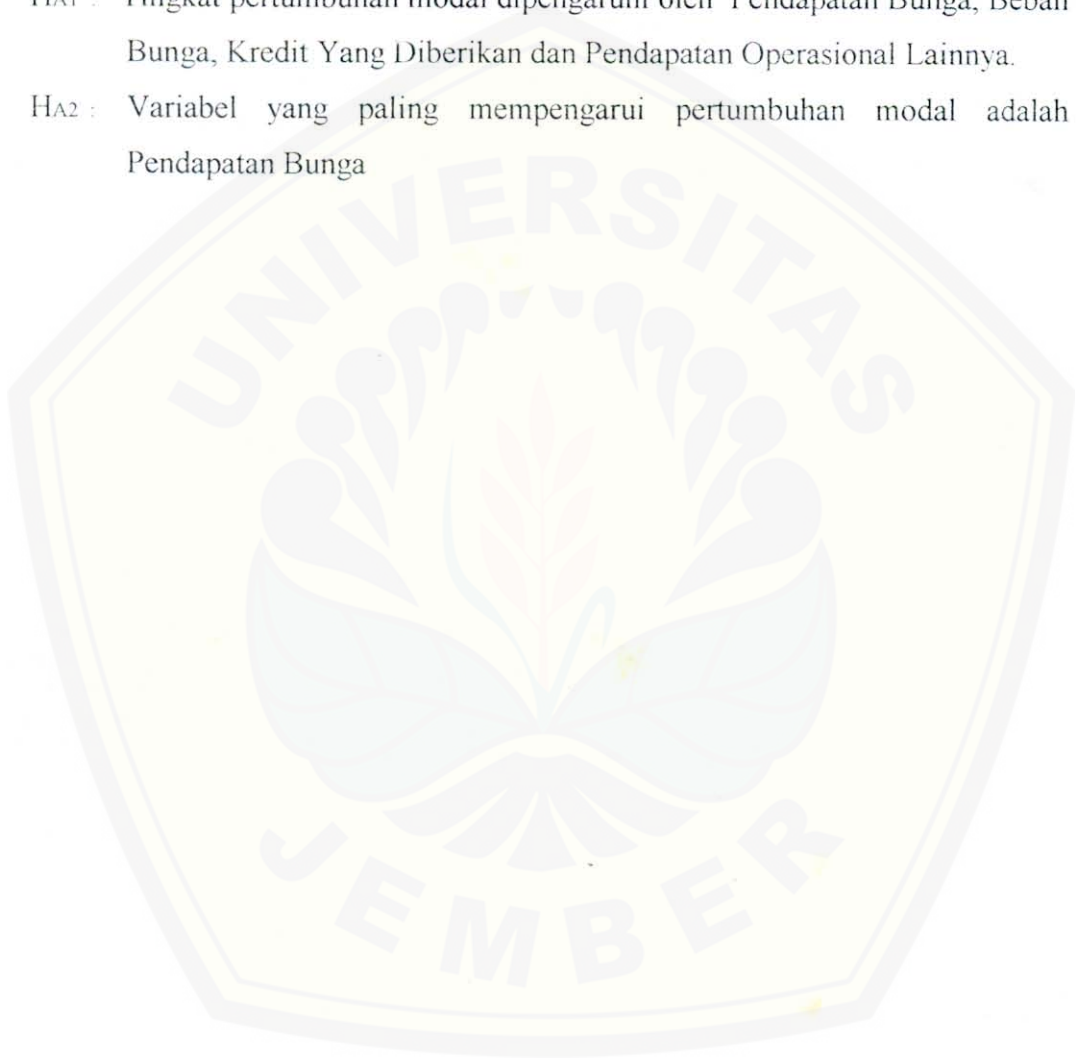 HA1 : Tingkat pertumbuhan modal dipengaruhi oleh Pendapatan Bunga, Beban
Bunga, Kredit Yang Diberikan dan Pendapatan Operasional Lainnya.
HA2 : Variabel yang paling mempengarui pertumbuhan modal adalah
Pendapatan Bunga
UNIVERSITAS
JEMBER